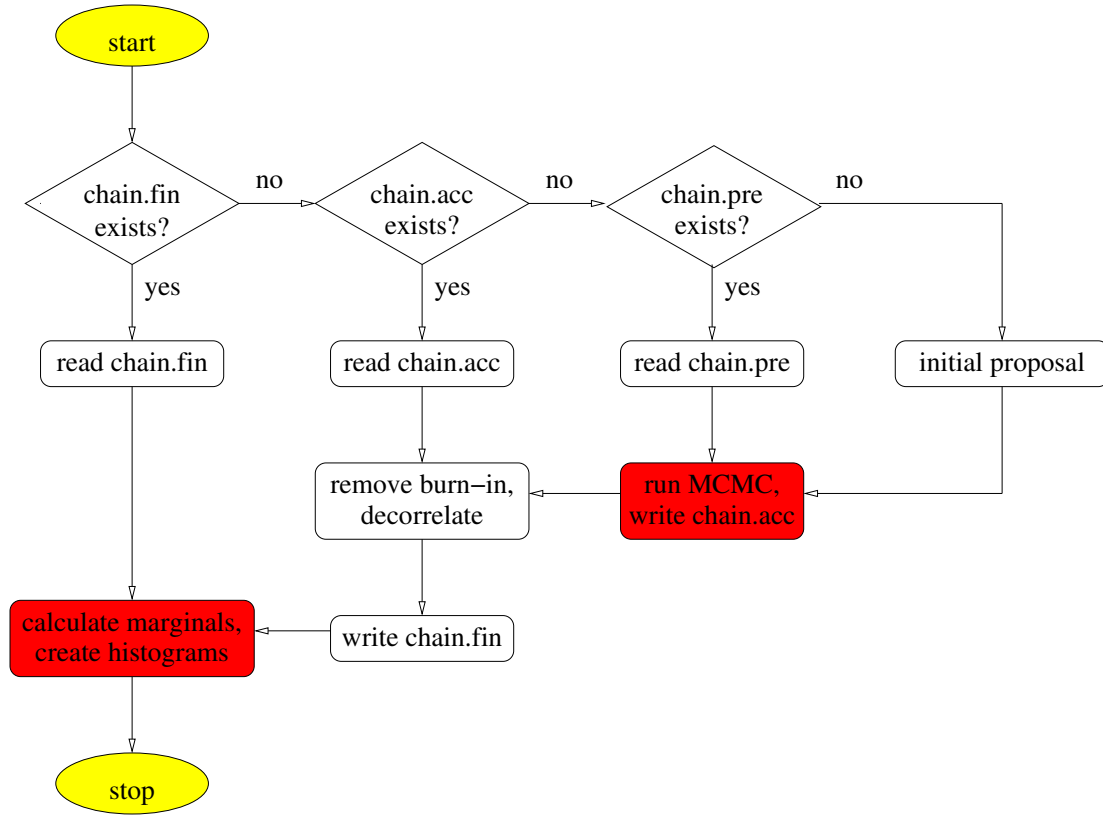 start
chain.fin
exists?
no
chain.acc
exists?
no
chain.pre
exists?
no
yes
yes
yes
read chain.fin
read chain.acc
read chain.pre
initial proposal
remove burn−in,
decorrelate
run MCMC,
write chain.acc
calculate marginals,
create histograms
write chain.fin
stop